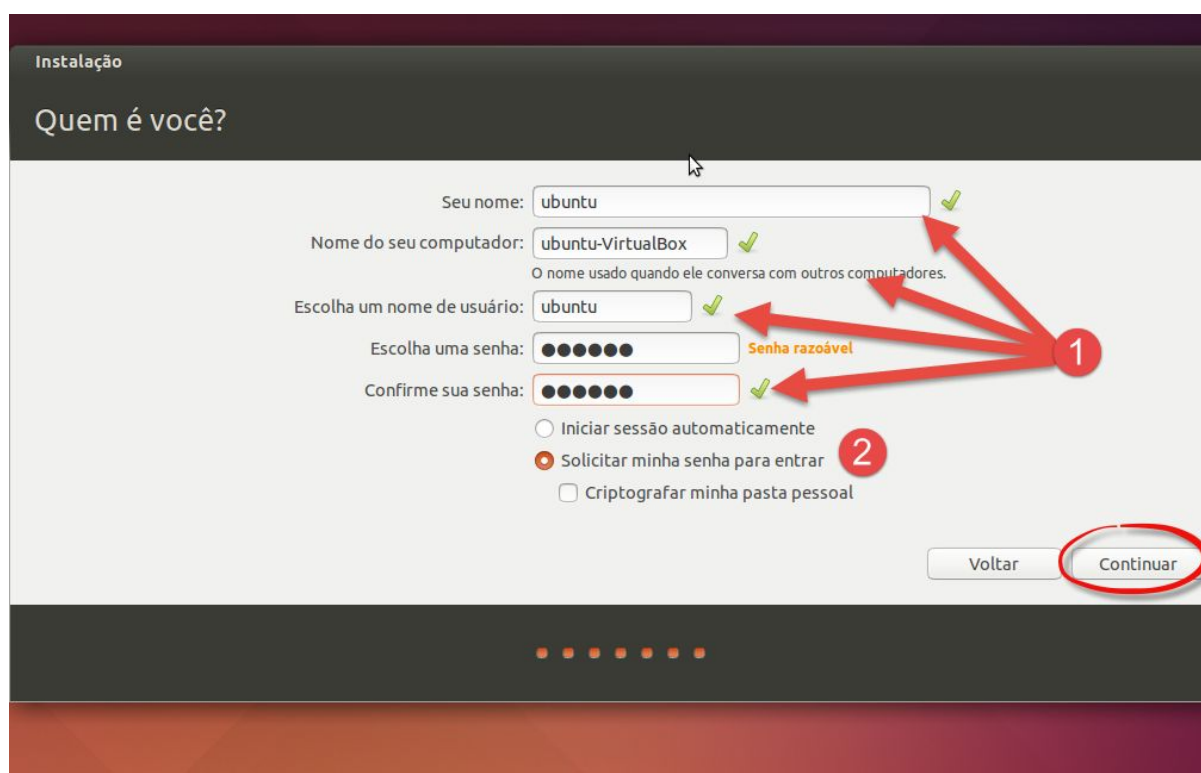 Instalação
Quem é você?
Seu nome: ubuntu
Nome do seu computador: ubuntu-VirtualBox
O nome usado quando ele conversa com outros computadores.
Escolha um nome de usuário: ubuntu
Escolha uma senha: ●●●●●● Senha razoável
Confirme sua senha: ●●●●●●
1
Iniciar sessão automaticamente
Solicitar minha senha para entrar
2
Criptografar minha pasta pessoal
Voltar Continuar